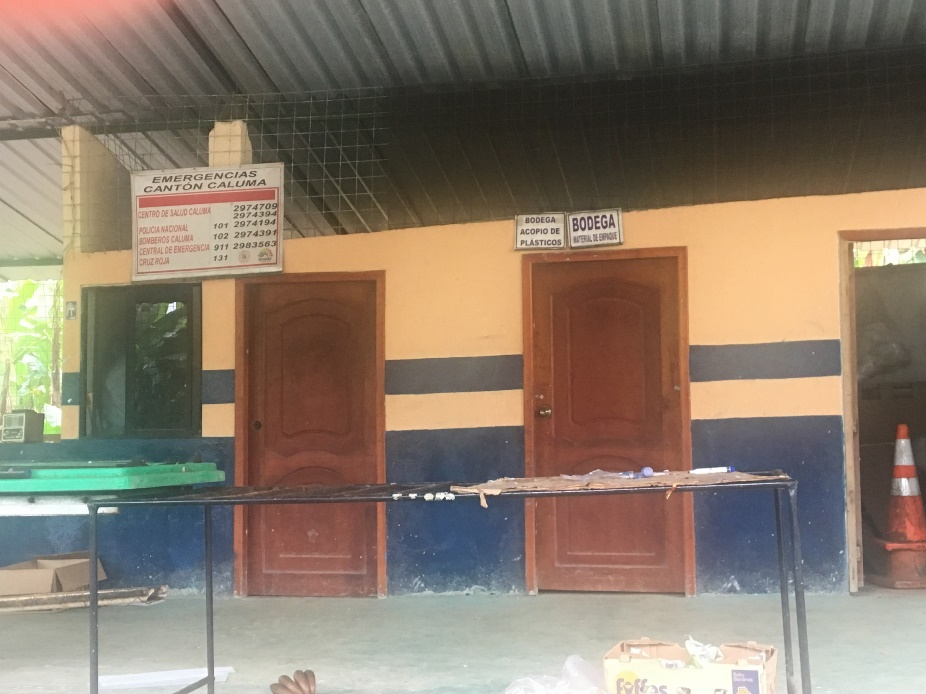 EMERGENCIAS
CANTÓN CALUMA
CENTRO DE SALUD CALUMA 2974709
2974394
POLICIA NACIONAL 101 2974194
BOMBEROS CALUMA 102 2974391
CENTRAL DE EMERGENCIA 911 2983563
CRUZ ROJA 131
BODEGA
ACOPIO DE
PLÁSTICOS
BODEGA
MATERIAL DE EMPAQUE